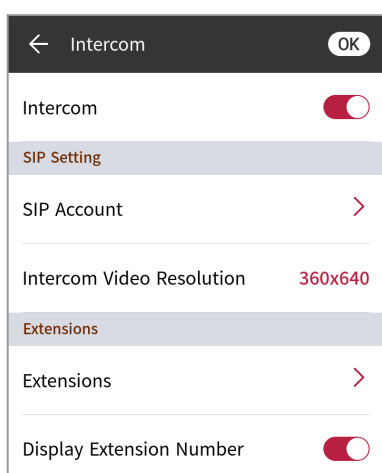 Intercom OK
Intercom
SIP Setting
SIP Account
Intercom Video Resolution 360x640
Extensions
Extensions
Display Extension Number